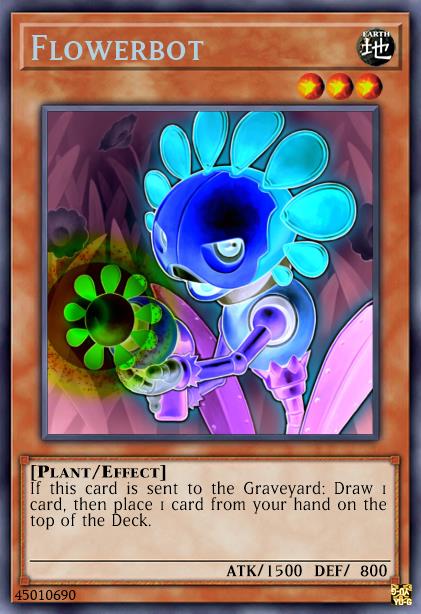 Flowerbot
EARTH
地
[Plant/Effect]
If this card is sent to the Graveyard: Draw 1
card, then place 1 card from your hand on the
top of the Deck.
ATK/1500 DEF/ 800
45010690